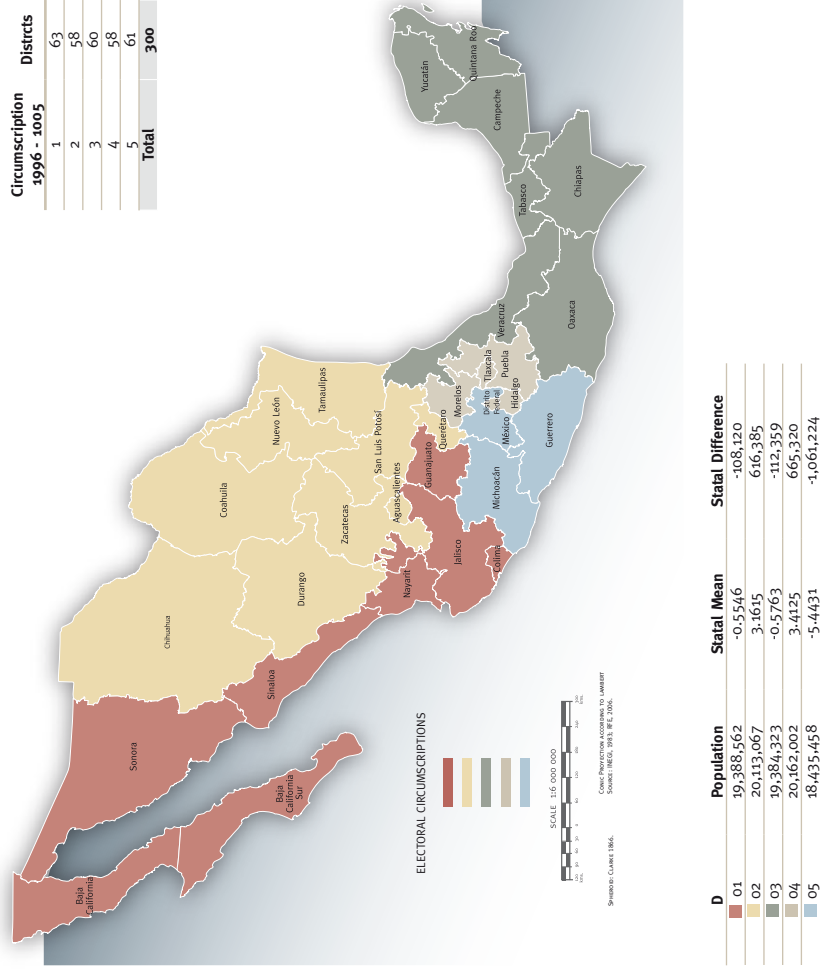 Circumscription Distrcts
1996 - 1005
1 63
2 58
3 60
4 58
5 61
Total 300
Baja
California
Baja
California
Sur
Sonora
Sinaloa
Chihuahua
Durango
Coahuila
Zacatecas
Nuevo León
Tamaulipas
San Luis Potosí
Aguascalientes
Nayarit
Jalisco
Colima
Guanajuato
Querétaro
Michoacán
México
Distrito
Federal
Morelos
Tlaxcala
Puebla
Hidalgo
Guerrero
Veracruz
Oaxaca
Tabasco
Chiapas
Campeche
Yucatán
Quintana Roo
ELECTORAL CIRCUMSCRIPTIONS
SCALE 1:6 000 000
Conic Proyection according to Lambert
Spheroid: Clarke 1866. Source: INEGI, 1983; RFE, 2006.
D Population Statal Mean Statal Difference
01 19,388,562 -0.5546 -108,120
02 20,113,067 3.1615 616,385
03 19,384,323 -0.5763 -112,359
04 20,162,002 3.4125 665,320
05 18,435,458 -5.4431 -1,061,224